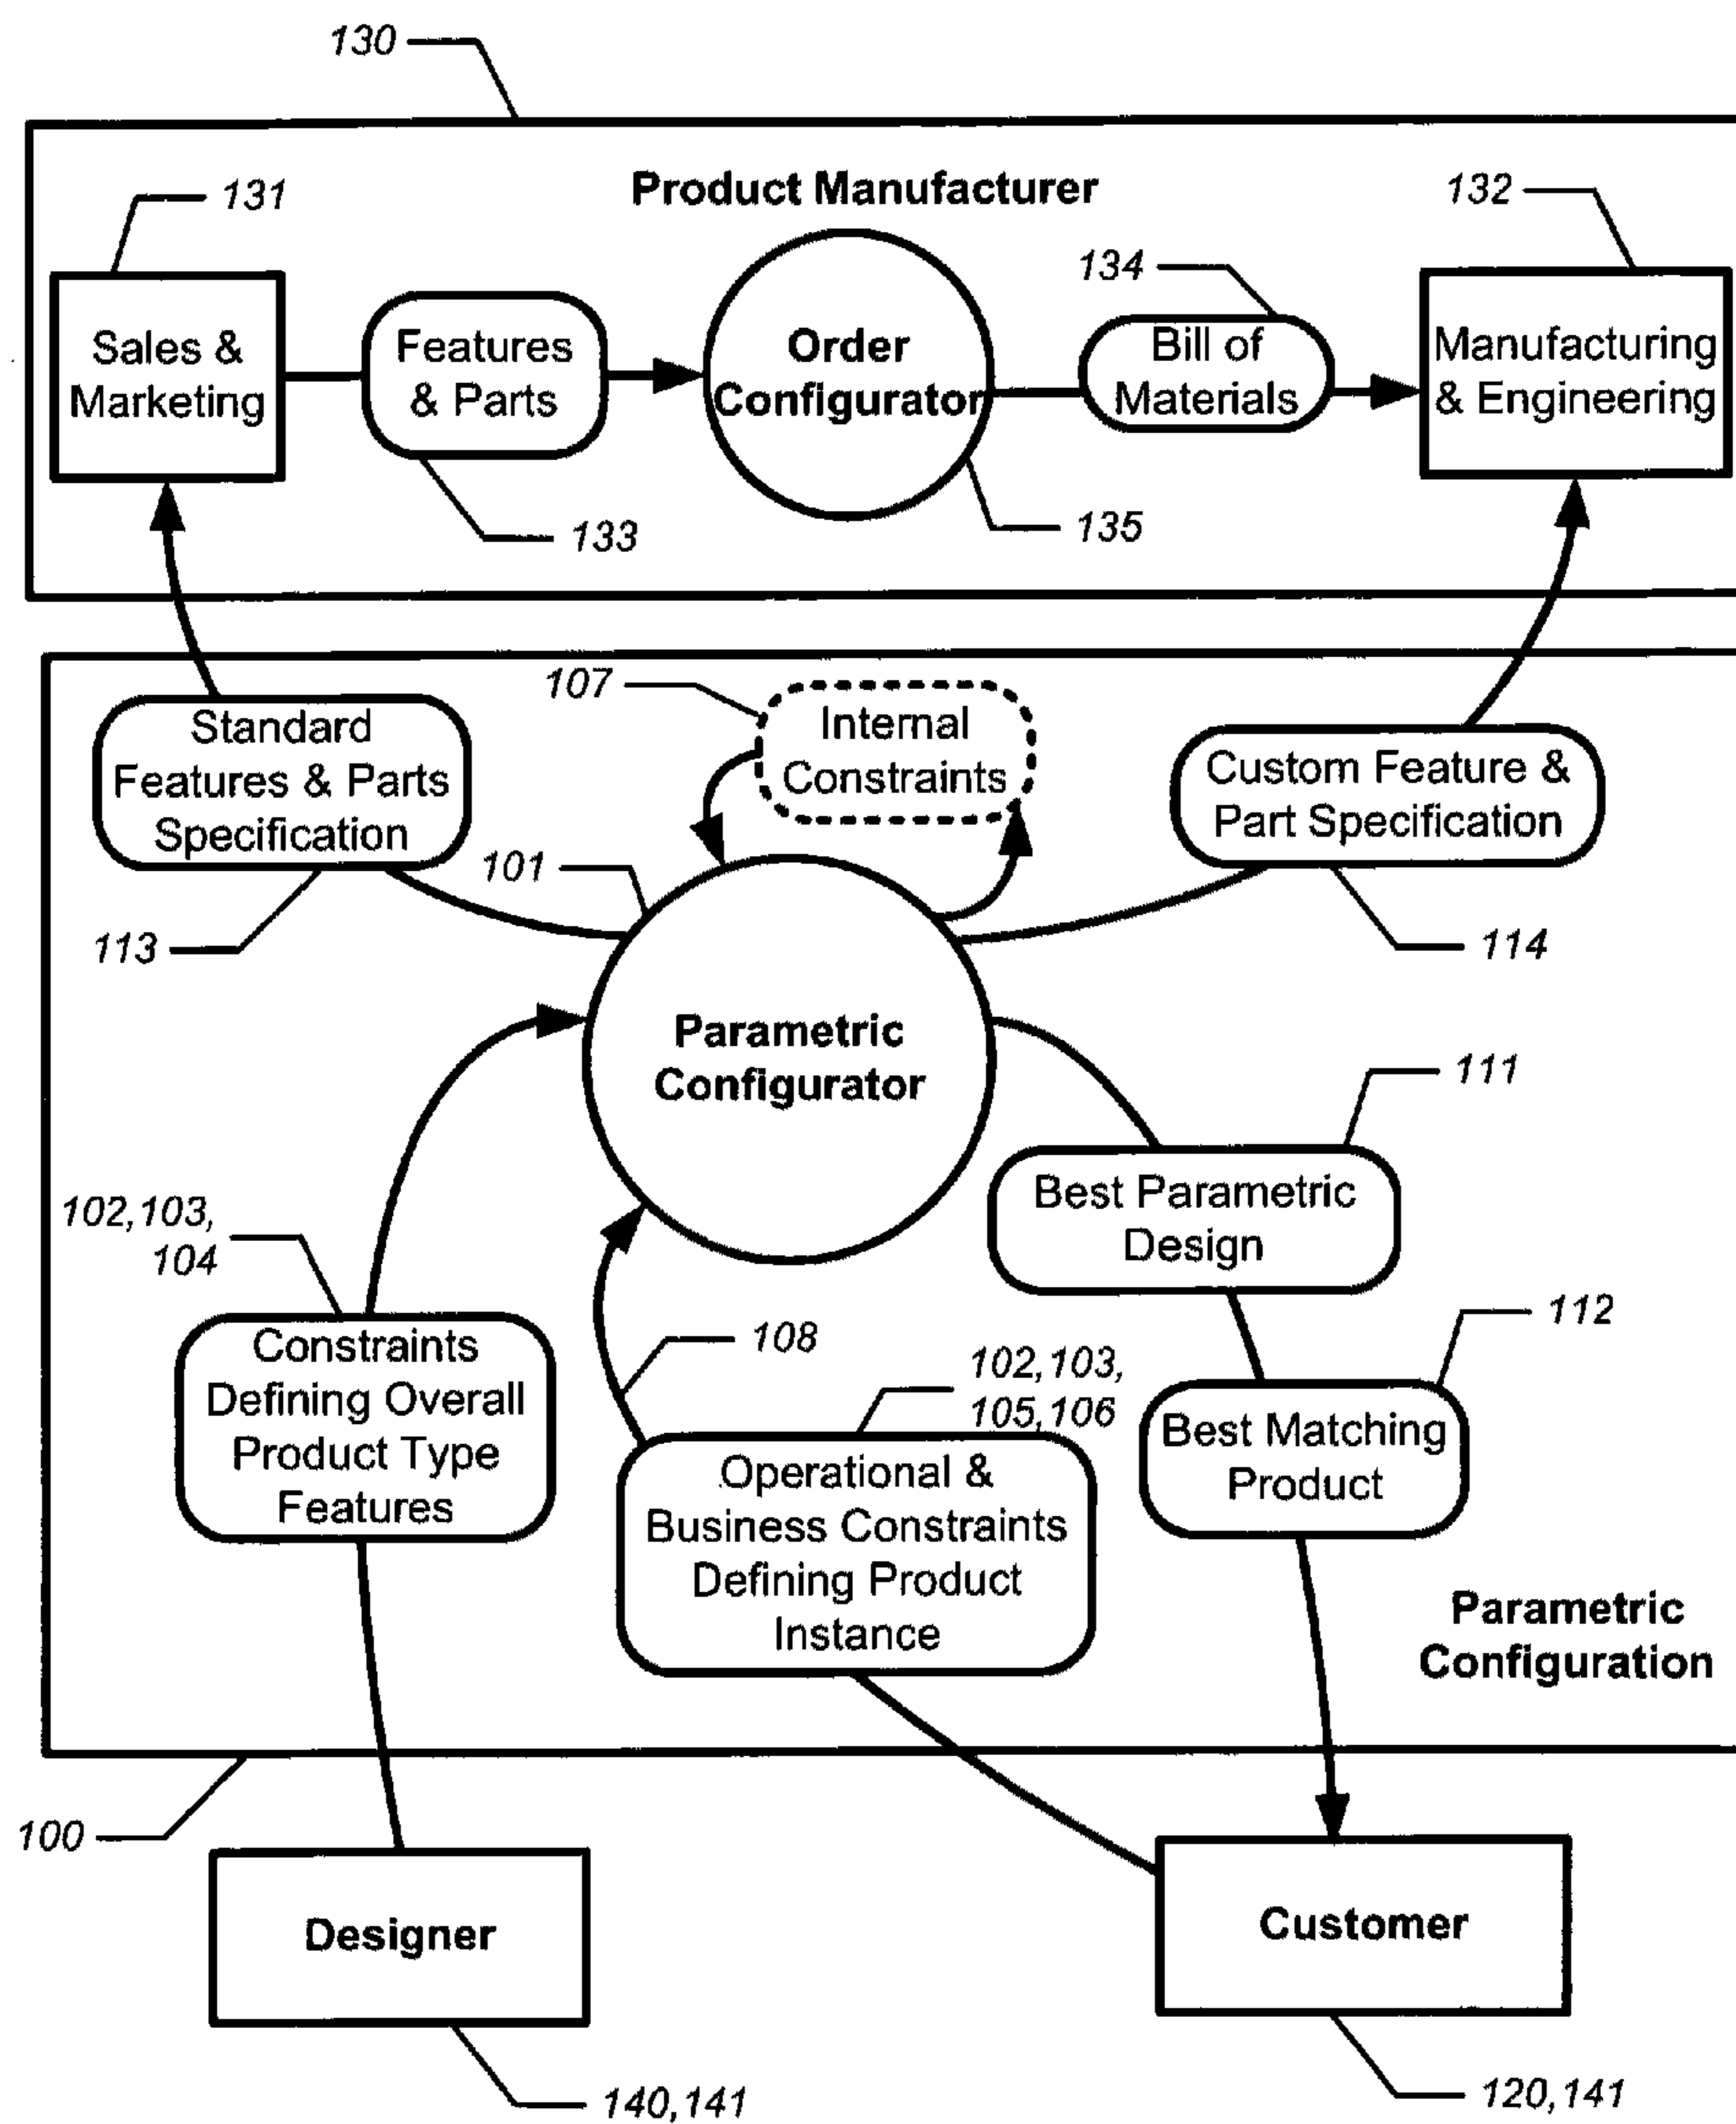 130
131
Product Manufacturer
132
134
Sales &
Marketing
Features
& Parts
Order
Configurator
Bill of
Materials
Manufacturing
& Engineering
133
135
107
Internal
Constraints
Standard
Features & Parts
Specification
Custom Feature &
Part Specification
101
113
114
Parametric
Configurator
111
Best Parametric
Design
102,103,
104
108
112
102,103,
105,106
Constraints
Defining Overall
Product Type
Features
Best Matching
Product
Operational &
Business Constraints
Defining Product
Instance
Parametric
Configuration
100
Designer
Customer
140,141
120,141